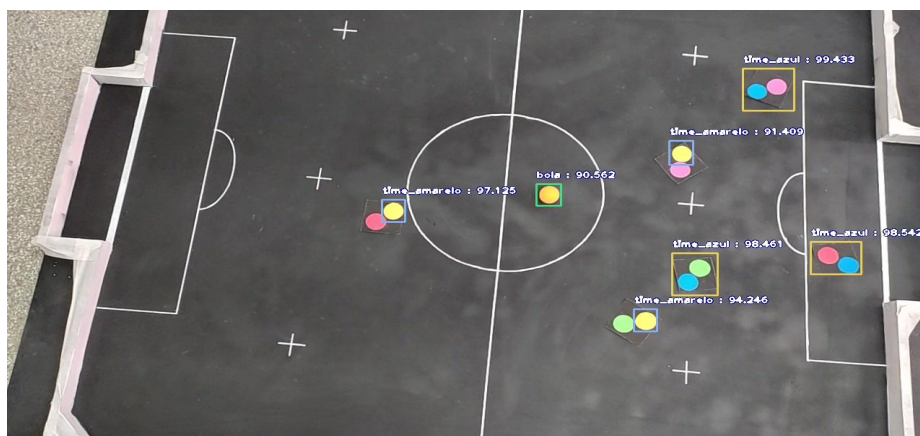 time_azul : 99.433
time_amarelo : 91.409
bola : 90.562
time_amarelo : 97.125
time_azul : 98.542
time_azul : 98.461
time_amarelo : 94.246